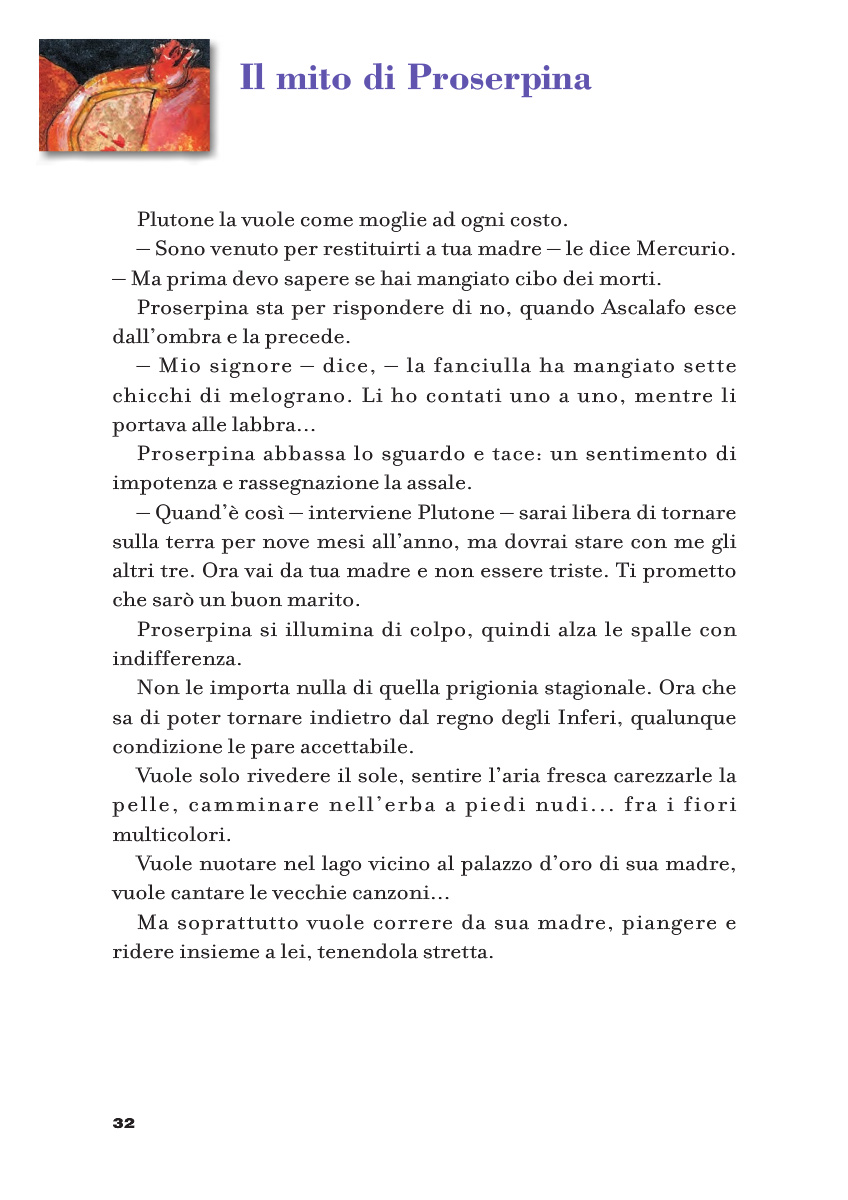 Il mito di Proserpina
Plutone la vuole come moglie ad ogni costo.
– Sono venuto per restituirti a tua madre – le dice Mercurio.
– Ma prima devo sapere se hai mangiato cibo dei morti.
Proserpina sta per rispondere di no, quando Ascalafo esce
dall’ombra e la precede.
– Mio signore – dice, – la fanciulla ha mangiato sette
chicchi di melograno. Li ho contati uno a uno, mentre li
portava alle labbra...
Proserpina abbassa lo sguardo e tace: un sentimento di
impotenza e rassegnazione la assale.
– Quand’è così – interviene Plutone – sarai libera di tornare
sulla terra per nove mesi all’anno, ma dovrai stare con me gli
altri tre. Ora vai da tua madre e non essere triste. Ti prometto
che sarò un buon marito.
Proserpina si illumina di colpo, quindi alza le spalle con
indifferenza.
Non le importa nulla di quella prigionia stagionale. Ora che
sa di poter tornare indietro dal regno degli Inferi, qualunque
condizione le pare accettabile.
Vuole solo rivedere il sole, sentire l’aria fresca carezzarle la
pelle, camminare nell’erba a piedi nudi... fra i fiori
multicolori.
Vuole nuotare nel lago vicino al palazzo d’oro di sua madre,
vuole cantare le vecchie canzoni...
Ma soprattutto vuole correre da sua madre, piangere e
ridere insieme a lei, tenendola stretta.
32